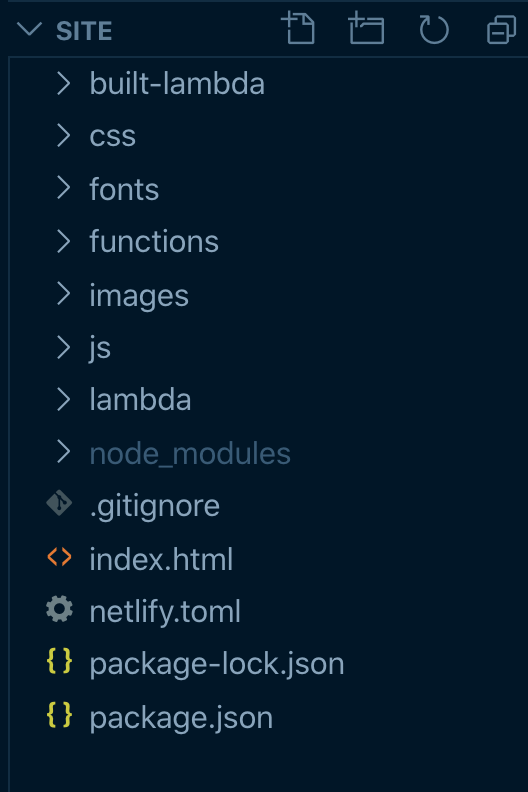 SITE
built-lambda
css
fonts
functions
images
js
lambda
node_modules
.gitignore
index.html
netlify.toml
package-lock.json
package.json